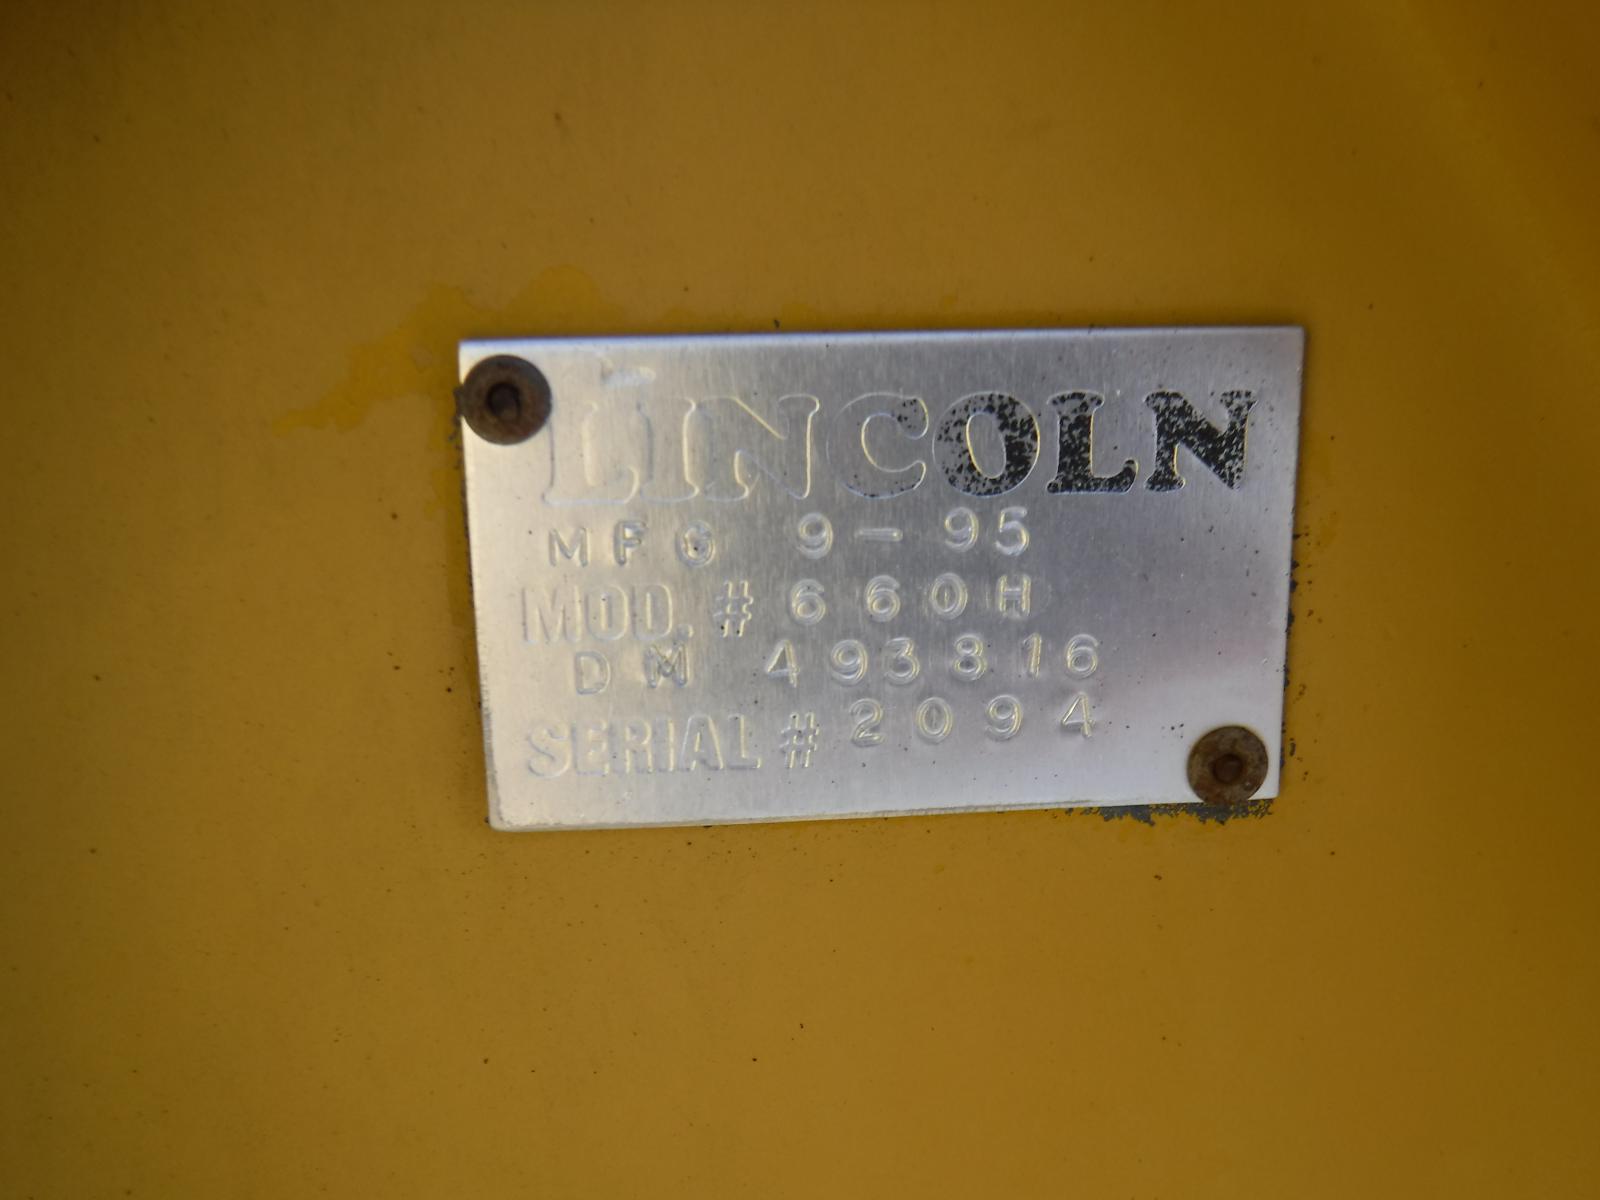 LINCOLN
MFG 9-95
MOD. # 660H
DM 493816
SERIAL # 2094